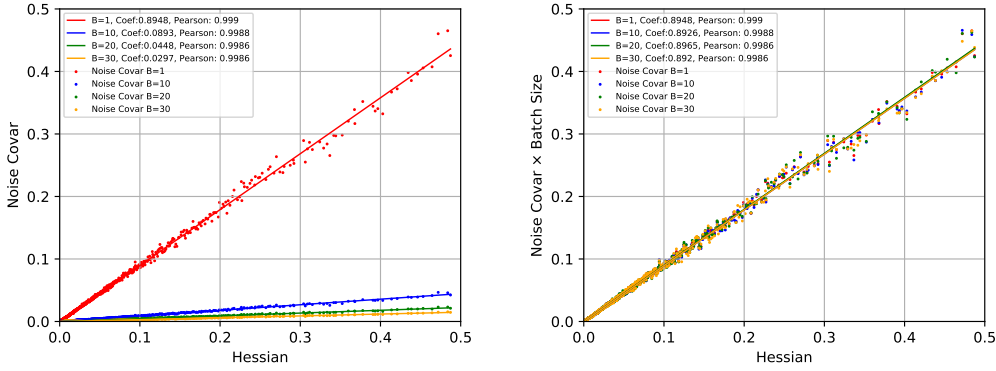 B=1, Coef:0.8948, Pearson: 0.999
B=10, Coef:0.0893, Pearson: 0.9988
B=20, Coef:0.0448, Pearson: 0.9986
B=30, Coef:0.0297, Pearson: 0.9986
Noise Covar B=1
Noise Covar B=10
Noise Covar B=20
Noise Covar B=30
0.5
0.4
0.3
0.2
0.1
0.0
Noise Covar
0.0 0.1 0.2 0.3 0.4 0.5
Hessian
B=1, Coef:0.8948, Pearson: 0.999
B=10, Coef:0.8926, Pearson: 0.9988
B=20, Coef:0.8965, Pearson: 0.9986
B=30, Coef:0.892, Pearson: 0.9986
Noise Covar B=1
Noise Covar B=10
Noise Covar B=20
Noise Covar B=30
0.5
0.4
0.3
0.2
0.1
0.0
Noise Covar × Batch Size
0.0 0.1 0.2 0.3 0.4 0.5
Hessian